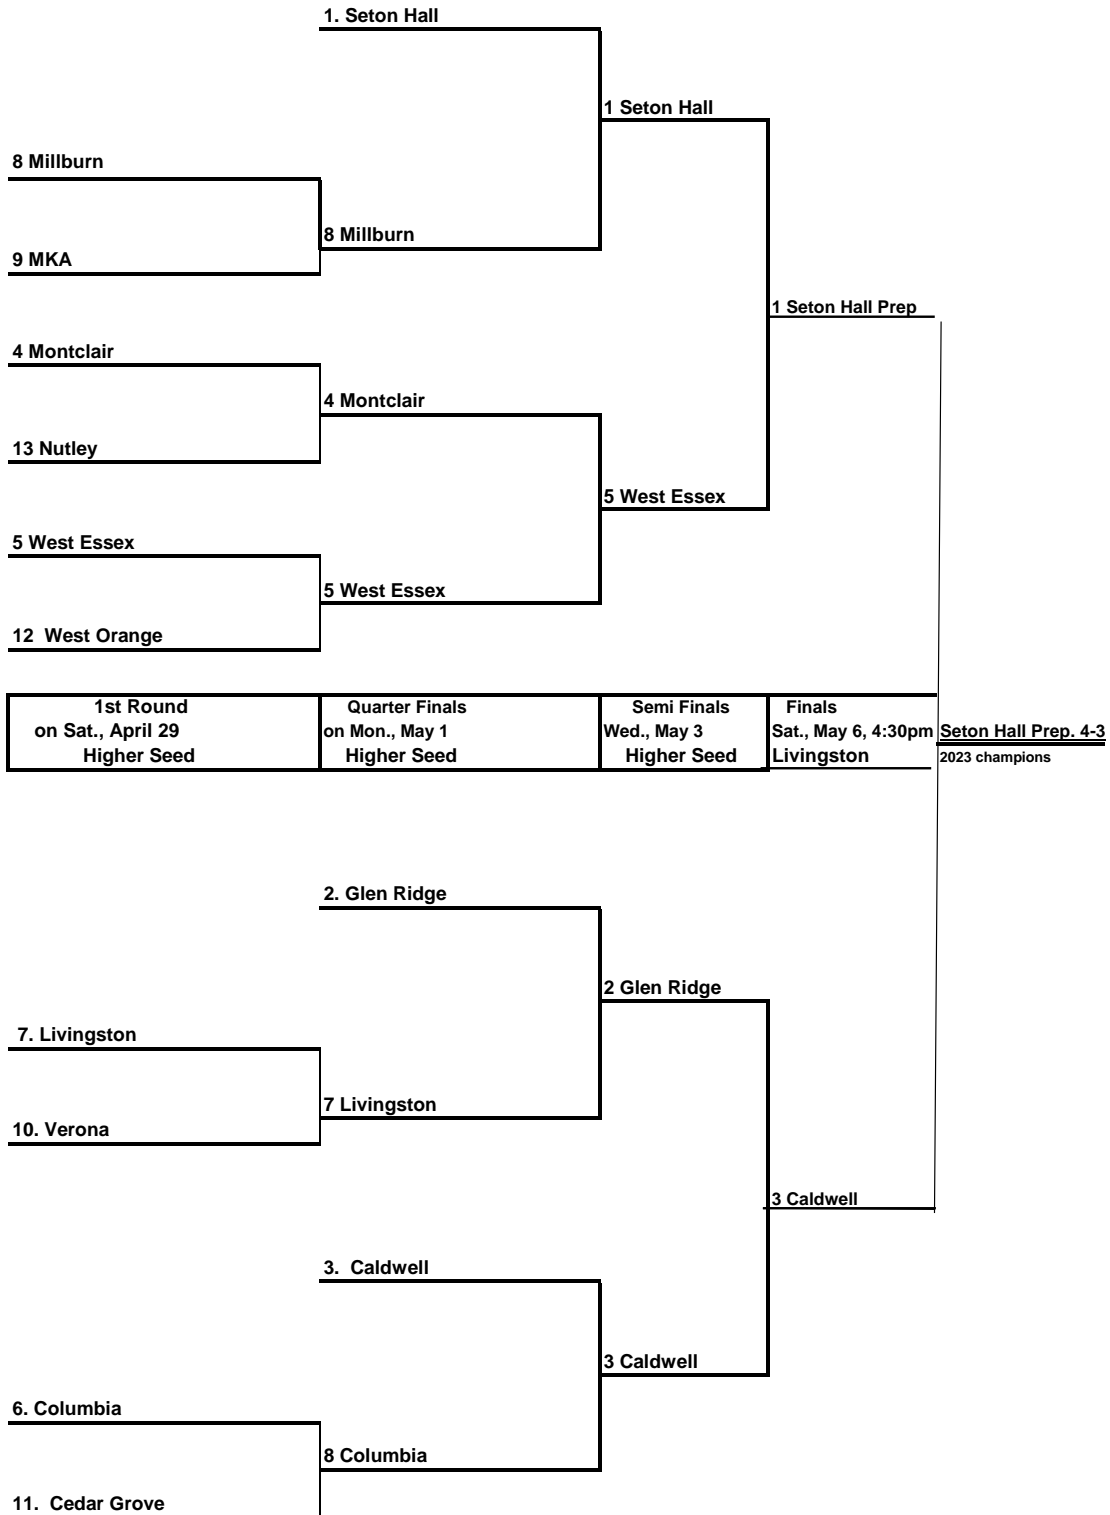 1. Seton Hall
1 Seton Hall
8 Millburn
8 Millburn
9 MKA
1 Seton Hall Prep
4 Montclair
4 Montclair
13 Nutley
5 West Essex
5 West Essex
5 West Essex
12  West Orange
1st Round
on Sat., April 29
Higher Seed
Quarter Finals
on Mon., May 1
Higher Seed
Semi Finals
Wed., May 3
Higher Seed
Finals
Sat., May 6, 4:30pm
Livingston
Seton Hall Prep. 4-3
2023 champions
2. Glen Ridge
2 Glen Ridge
7. Livingston
7 Livingston
10. Verona
3 Caldwell
3.  Caldwell
3 Caldwell
6. Columbia
8 Columbia
11.  Cedar Grove